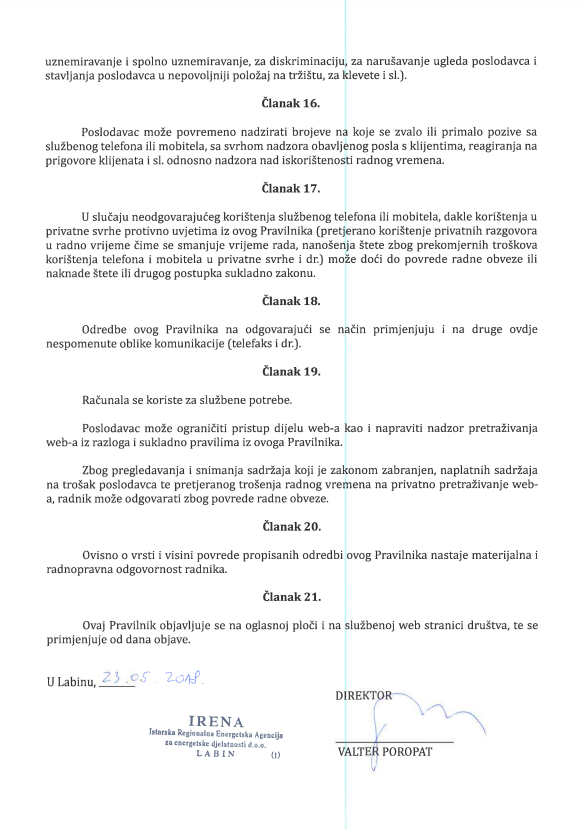 uznemiravanje i spolno uznemiravanje, za diskriminaciju, za narušavanje ugleda poslodavca i
stavljanja poslodavca u nepovoljniji položaj na tržištu, za klevete i sl.).
Članak 16.
Poslodavac može povremeno nadzirati brojeve na koje se zvalo ili primalo pozive sa
službenog telefona ili mobitela, sa svrhom nadzora obavljenog posla s klijentima, reagiranja na
prigovore klijenata i sl. odnosno nadzora nad iskorištenosti radnog vremena.
Članak 17.
U slučaju neodgovarajućeg korištenja službenog telefona ili mobitela, dakle korištenja u
privatne svrhe protivno uvjetima iz ovog Pravilnika (pretjerano korištenje privatnih razgovora
u radno vrijeme čime se smanjuje vrijeme rada, nanošenja štete zbog prekomjernih troškova
korištenja telefona i mobitela u privatne svrhe i dr.) može doći do povrede radne obveze ili
naknade štete ili drugog postupka sukladno zakonu.
Članak 18.
Odredbe ovog Pravilnika na odgovarajući se način primjenjuju i na druge ovdje
nespomenute oblike komunikacije (telefaks i dr.).
Članak 19.
Računala se koriste za službene potrebe.
Poslodavac može ograničiti pristup dijelu web-a kao i napraviti nadzor pretraživanja
web-a iz razloga i sukladno pravilima iz ovoga Pravilnika.
Zbog pregledavanja i snimanja sadržaja koji je zakonom zabranjen, naplatnih sadržaja
na trošak poslodavca te pretjeranog trošenja radnog vremena na privatno pretraživanje web-
a, radnik može odgovarati zbog povrede radne obveze.
Članak 20.
Ovisno o vrsti i visini povrede propisanih odredbi ovog Pravilnika nastaje materijalna i
radnopravna odgovornost radnika.
Članak 21.
Ovaj Pravilnik objavljuje se na oglasnoj ploči i na službenoj web stranici društva, te se
primjenjuje od dana objave.
U Labinu, 23.05.2018.
DIREKTOR
IRENA
Istarska Regionalna Energetska Agencija
za energetske djelatnosti d.o.o.
LABIN (1)
VALTER POROPAT